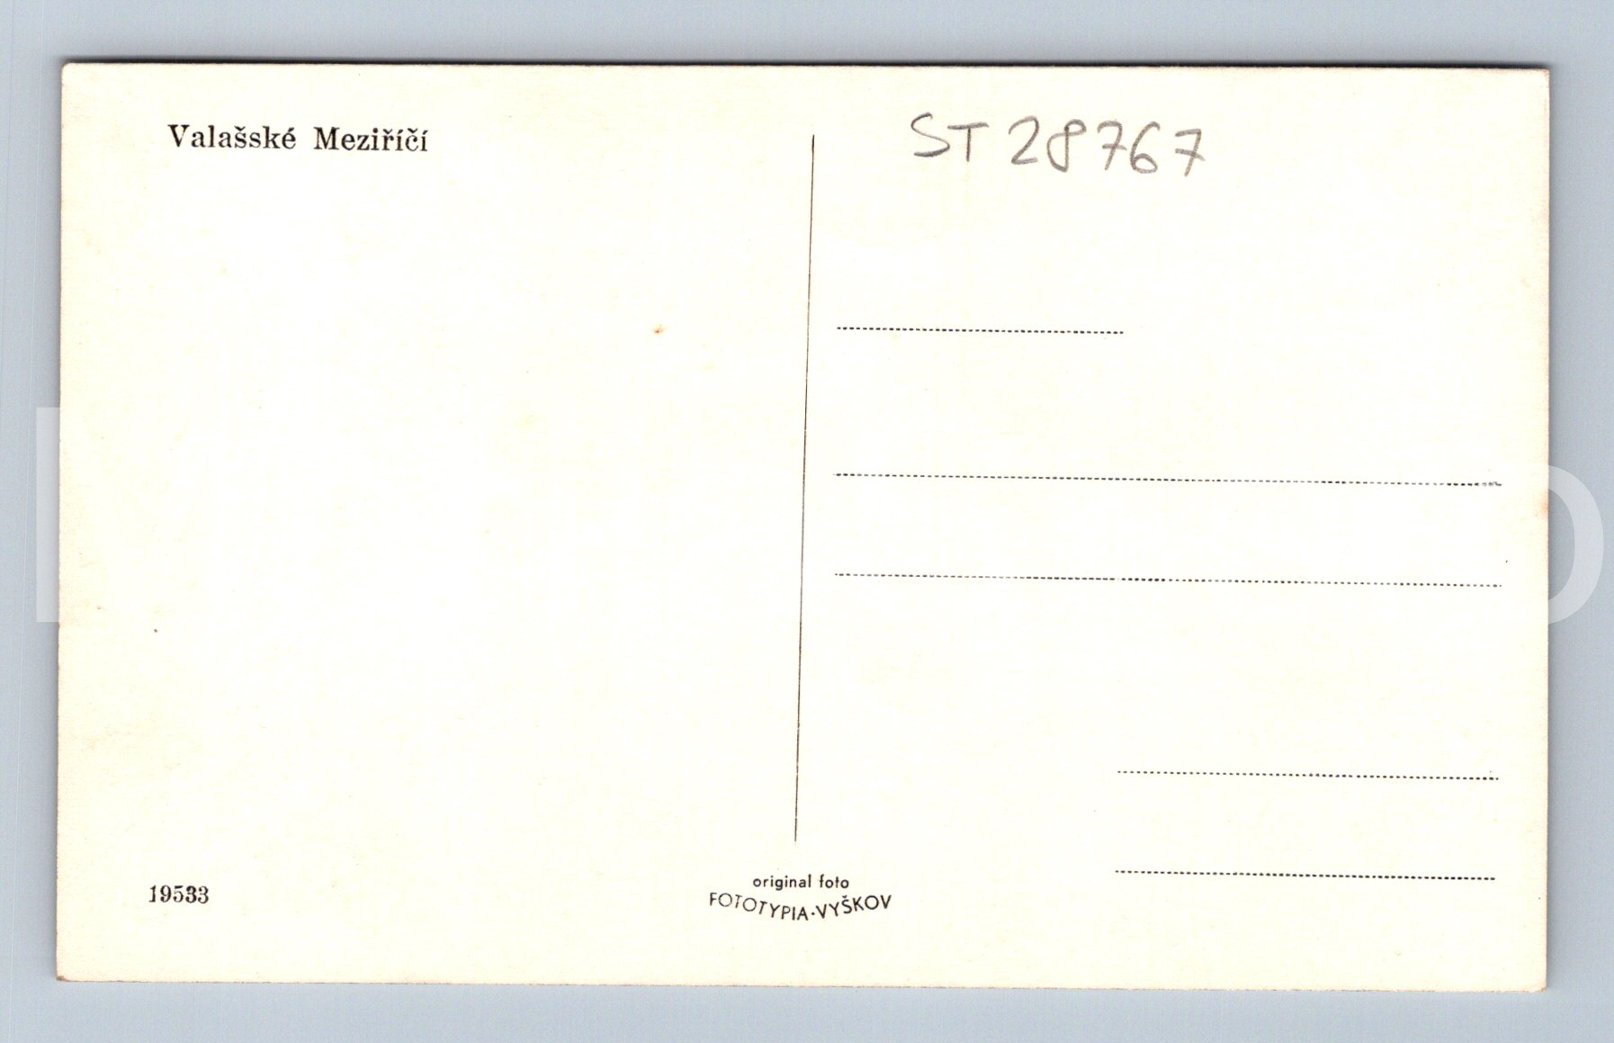 Valašské Meziříčí
ST 28767
19533
original foto
FOTOTYPIA·VYŠKOV